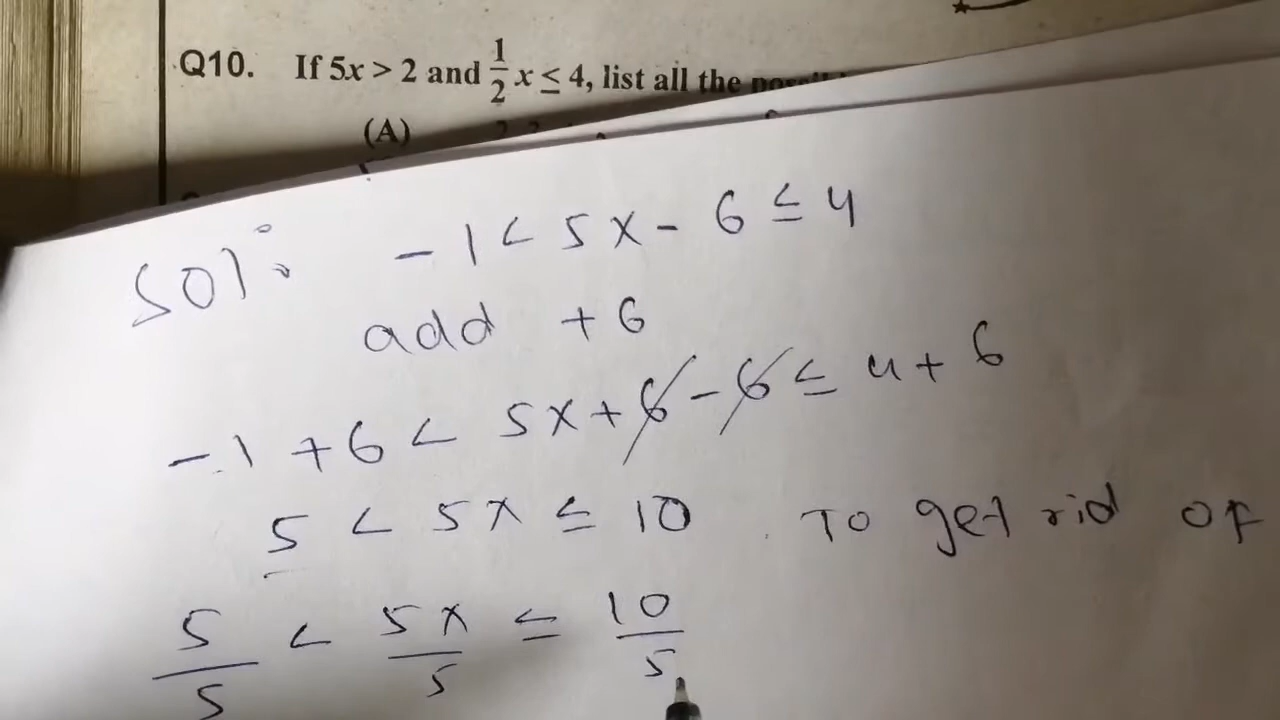 Q10. If 5x > 2 and 1/2 x ≤ 4, list all the
(A)
Sol: - 1 < 5x - 6 ≤ 4
add + 6
- 1 + 6 < 5x + 6 - 6 ≤ 4 + 6
5 < 5x ≤ 10 . To get rid of
5/5 < 5x/5 ≤ 10/5